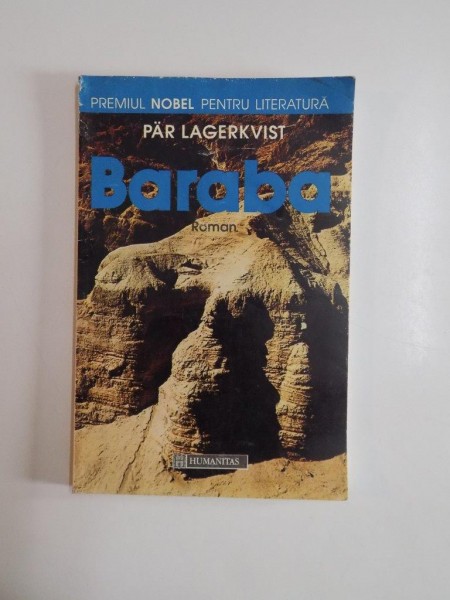 PREMIUL NOBEL PENTRU LITERATURĂ
PÄR LAGERKVIST
Baraba
Roman
HUMANITAS